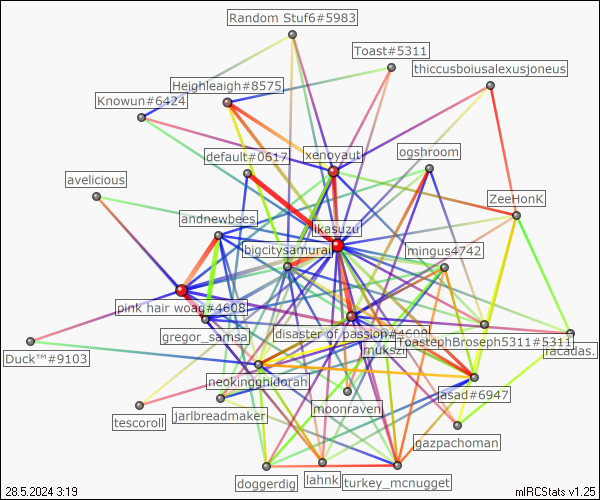 Random Stuf6#5983
Toast#5311
thiccusboiusalexusjoneus
Heighleaigh#8575
Knowun#6424
ogshroom
xenoyaut
default#0617
avelicious
ZeeHonK
andnewbees
likasuzu
bigcitysamurai
mingus4742
pink hair woag#4608
gregor_samsa
disaster of passion#4608
ToastephBroseph5311#5311
facadas.
mukszi
Duck™#9103
neokingghidorah
jasad#6947
moonraven
tescoroll
jarlbreadmaker
gazpachoman
doggerdig
lahnk
turkey_mcnugget
28.5.2024 3:19
mIRCStats v1.25